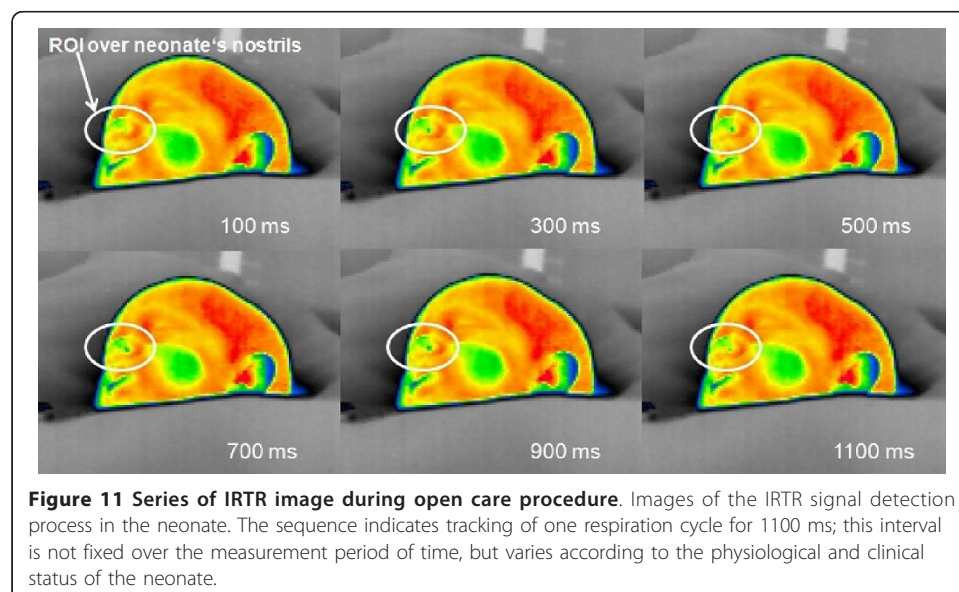 ROI over neonate's nostrils
100 ms
300 ms
500 ms
700 ms
900 ms
1100 ms
Figure 11 Series of IRTR image during open care procedure. Images of the IRTR signal detection
process in the neonate. The sequence indicates tracking of one respiration cycle for 1100 ms; this interval
is not fixed over the measurement period of time, but varies according to the physiological and clinical
status of the neonate.